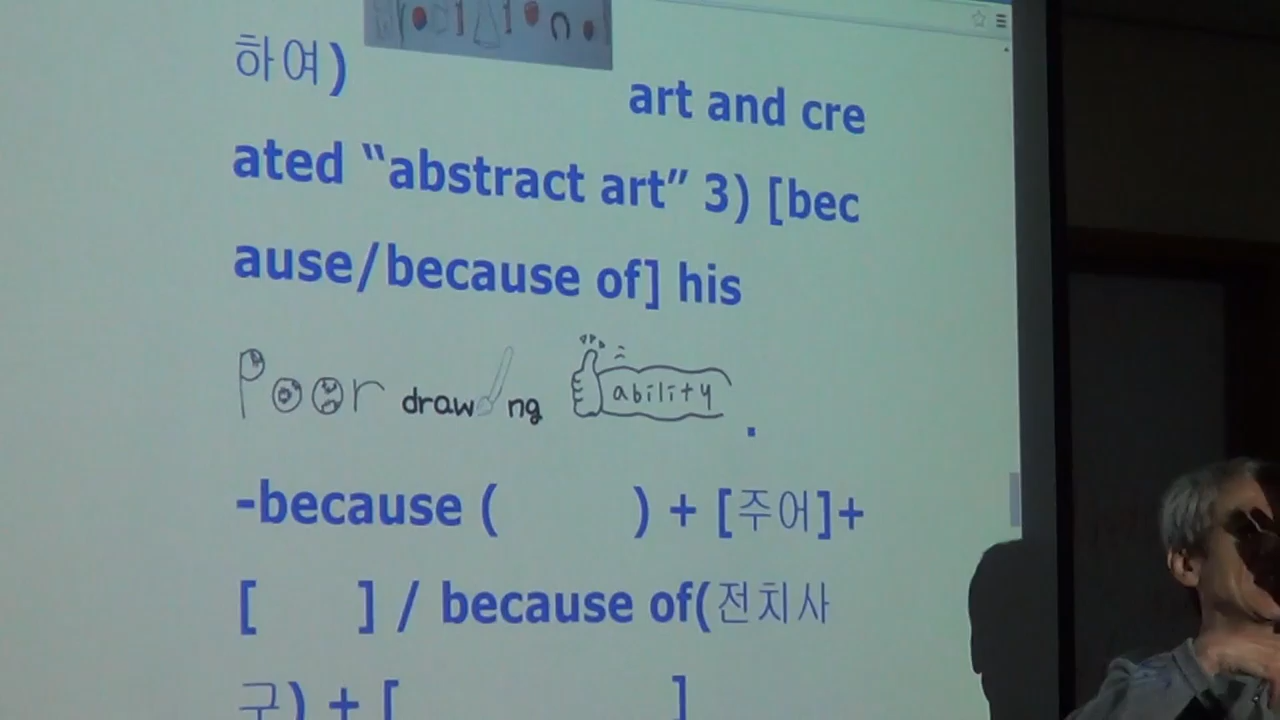 하여)
art and cre
ated “abstract art” 3) [bec
ause/because of] his
Poor drawing ability .
-because ( ) + [주어]+
[ ] / because of(전치사
구) + [ ]